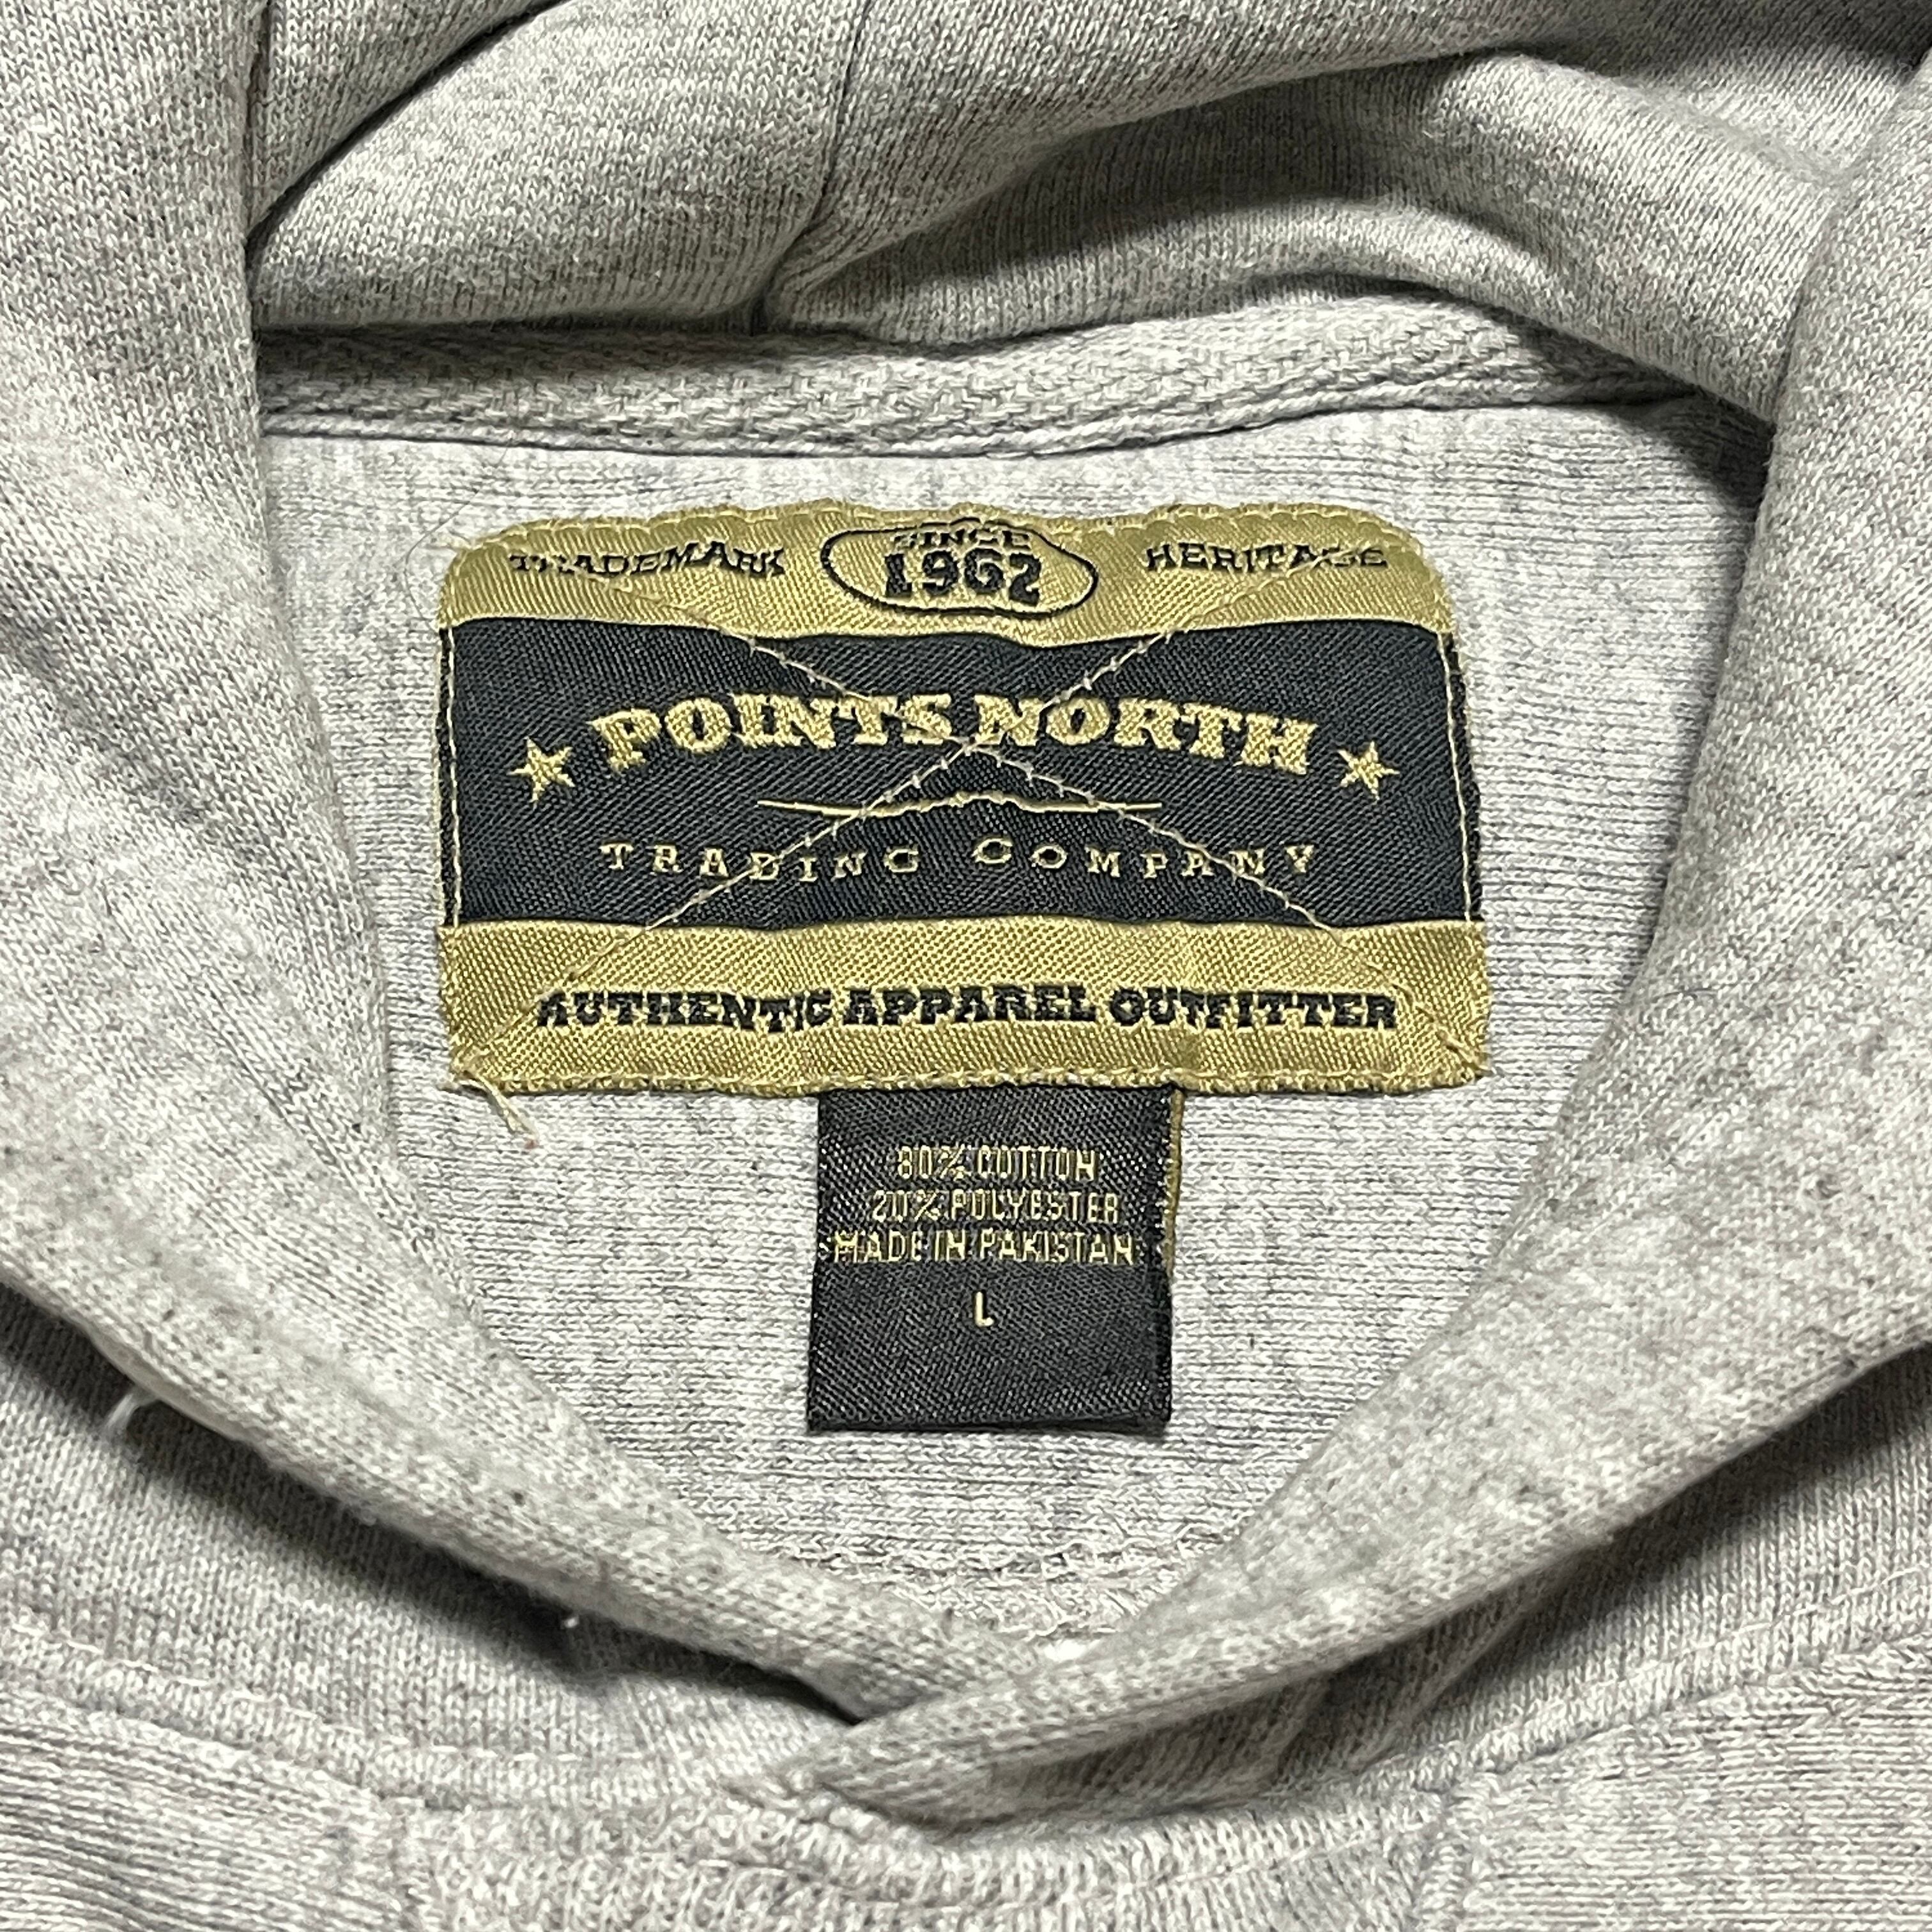 TRADEMARK SINCE 1962 HERITAGE
POINTS NORTH
TRADING COMPANY
AUTHENTIC APPAREL OUTFITTER
80% COTTON
20% POLYESTER
MADE IN PAKISTAN
L